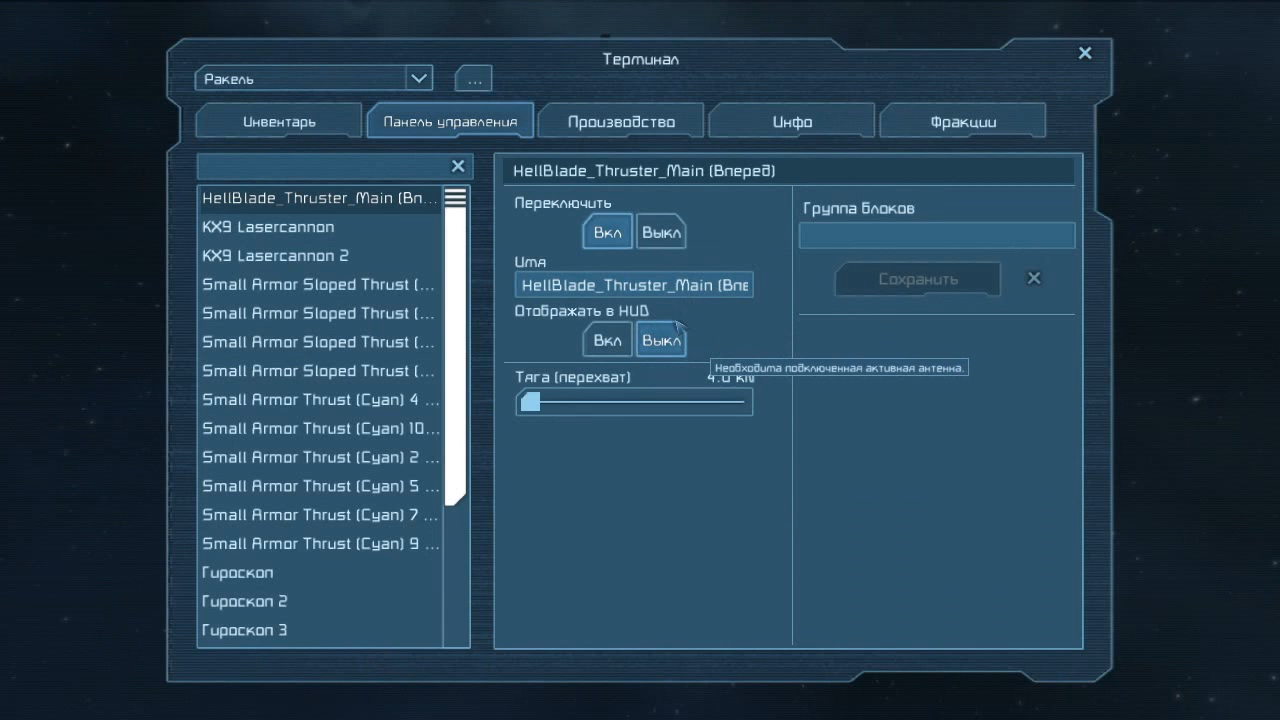 Терминал
Ракель
...
Инвентарь
Панель управления
Производство
Инфо
Фракции
HellBlade_Thruster_Main (Вп...
KX9 Lasercannon
KX9 Lasercannon 2
Small Armor Sloped Thrust (...
Small Armor Sloped Thrust (...
Small Armor Sloped Thrust (...
Small Armor Sloped Thrust (...
Small Armor Thrust (Cyan) 4 ...
Small Armor Thrust (Cyan) 10...
Small Armor Thrust (Cyan) 2 ...
Small Armor Thrust (Cyan) 5 ...
Small Armor Thrust (Cyan) 7 ...
Small Armor Thrust (Cyan) 9 ...
Гироскоп
Гироскоп 2
Гироскоп 3
HellBlade_Thruster_Main (Вперед)
Переключить
Вкл
Выкл
Имя
HellBlade_Thruster_Main (Впе
Отображать в HUD
Вкл
Выкл
Необходима подключенная активная антенна.
Тяга (перехват)
4.0 kN
Группа блоков
Сохранить